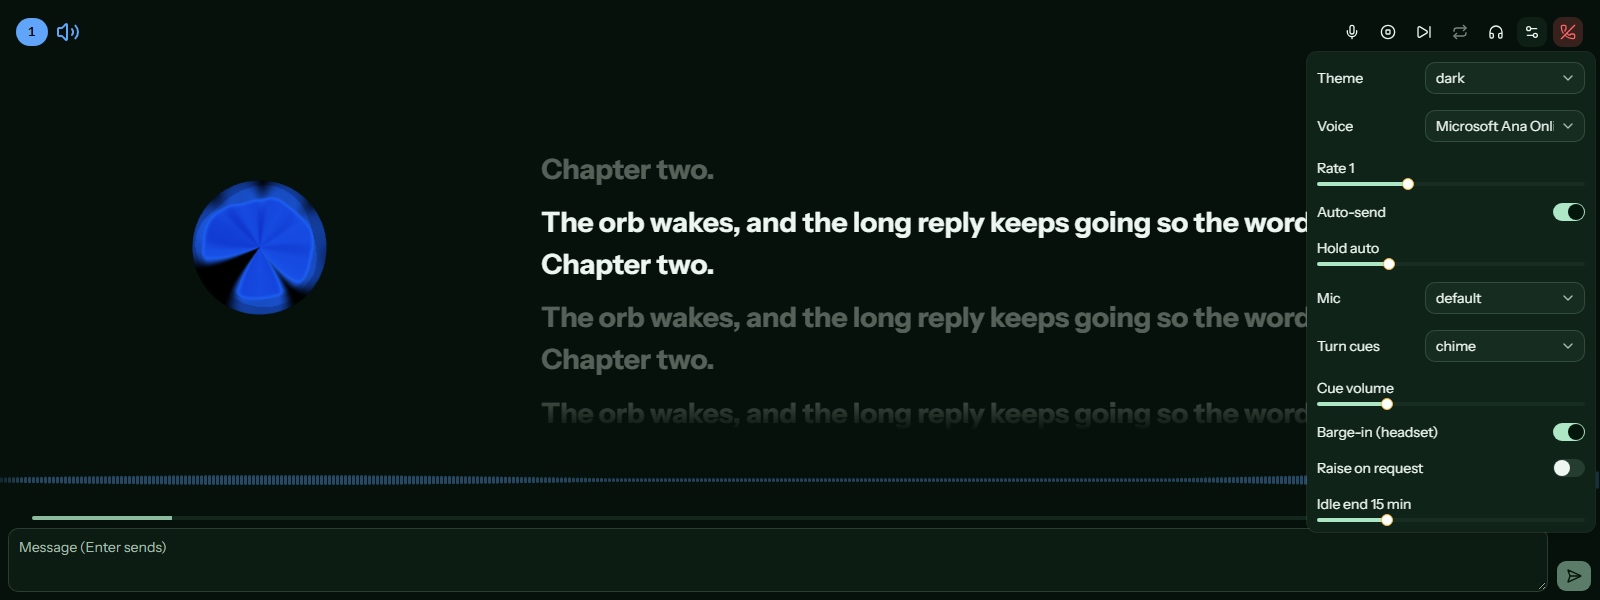 1
Theme
dark
Voice
Microsoft Ana Onli
Rate 1
Auto-send
Hold auto
Mic
default
Turn cues
chime
Cue volume
Barge-in (headset)
Raise on request
Idle end 15 min
Chapter two.
The orb wakes, and the long reply keeps going so the word
Chapter two.
The orb wakes, and the long reply keeps going so the word
Chapter two.
The orb wakes, and the long reply keeps going so the word
Message (Enter sends)